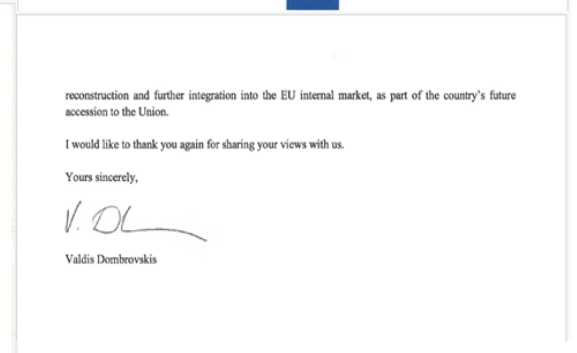 reconstruction and further integration into the EU internal market, as part of the country's future
accession to the Union.
I would like to thank you again for sharing your views with us.
Yours sincerely,
V. D
Valdis Dombrovskis